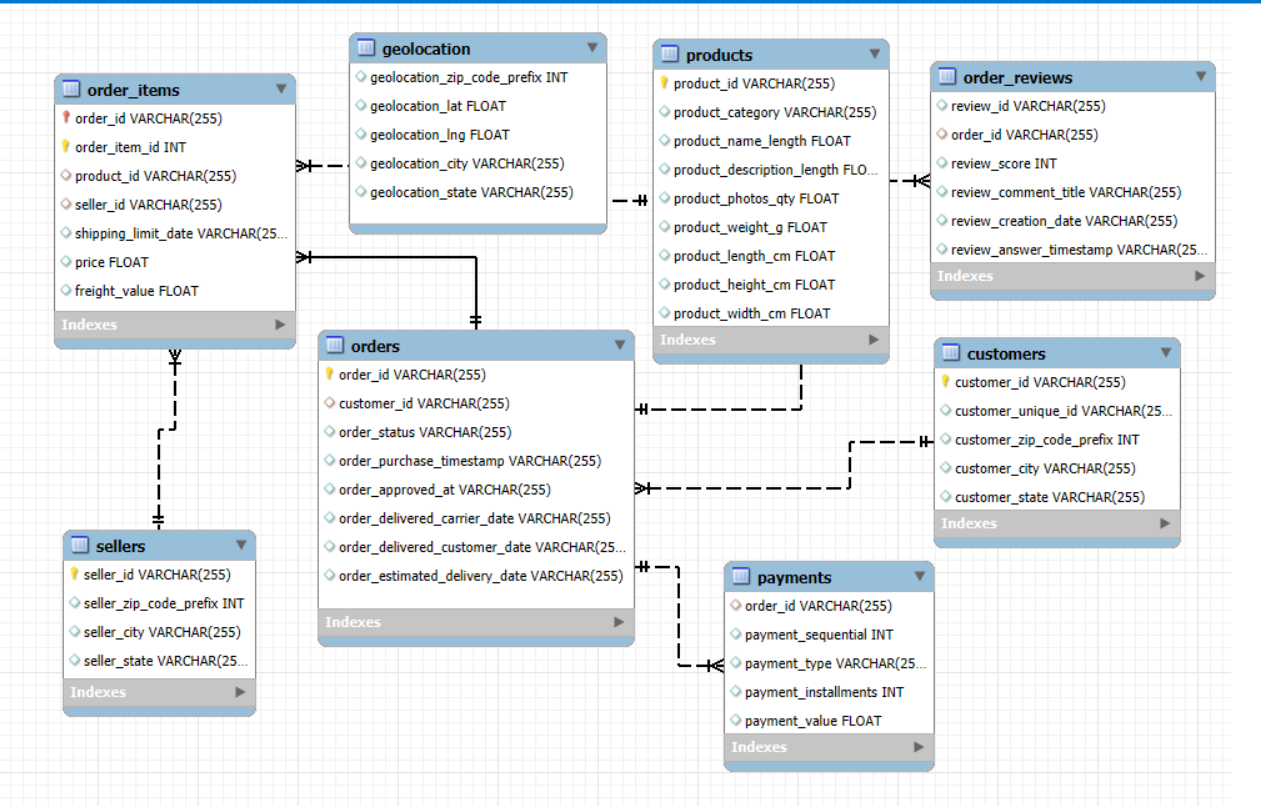 order_items
order_id VARCHAR(255)
order_item_id INT
product_id VARCHAR(255)
seller_id VARCHAR(255)
shipping_limit_date VARCHAR(25...
price FLOAT
freight_value FLOAT
Indexes
geolocation
geolocation_zip_code_prefix INT
geolocation_lat FLOAT
geolocation_lng FLOAT
geolocation_city VARCHAR(255)
geolocation_state VARCHAR(255)
products
product_id VARCHAR(255)
product_category VARCHAR(255)
product_name_length FLOAT
product_description_length FLO...
product_photos_qty FLOAT
product_weight_g FLOAT
product_length_cm FLOAT
product_height_cm FLOAT
product_width_cm FLOAT
Indexes
order_reviews
review_id VARCHAR(255)
order_id VARCHAR(255)
review_score INT
review_comment_title VARCHAR(255)
review_creation_date VARCHAR(255)
review_answer_timestamp VARCHAR(25...
Indexes
orders
order_id VARCHAR(255)
customer_id VARCHAR(255)
order_status VARCHAR(255)
order_purchase_timestamp VARCHAR(255)
order_approved_at VARCHAR(255)
order_delivered_carrier_date VARCHAR(255)
order_delivered_customer_date VARCHAR(25...
order_estimated_delivery_date VARCHAR(255)
Indexes
customers
customer_id VARCHAR(255)
customer_unique_id VARCHAR(25...
customer_zip_code_prefix INT
customer_city VARCHAR(255)
customer_state VARCHAR(255)
Indexes
sellers
seller_id VARCHAR(255)
seller_zip_code_prefix INT
seller_city VARCHAR(255)
seller_state VARCHAR(25...
Indexes
payments
order_id VARCHAR(255)
payment_sequential INT
payment_type VARCHAR(25...
payment_installments INT
payment_value FLOAT
Indexes